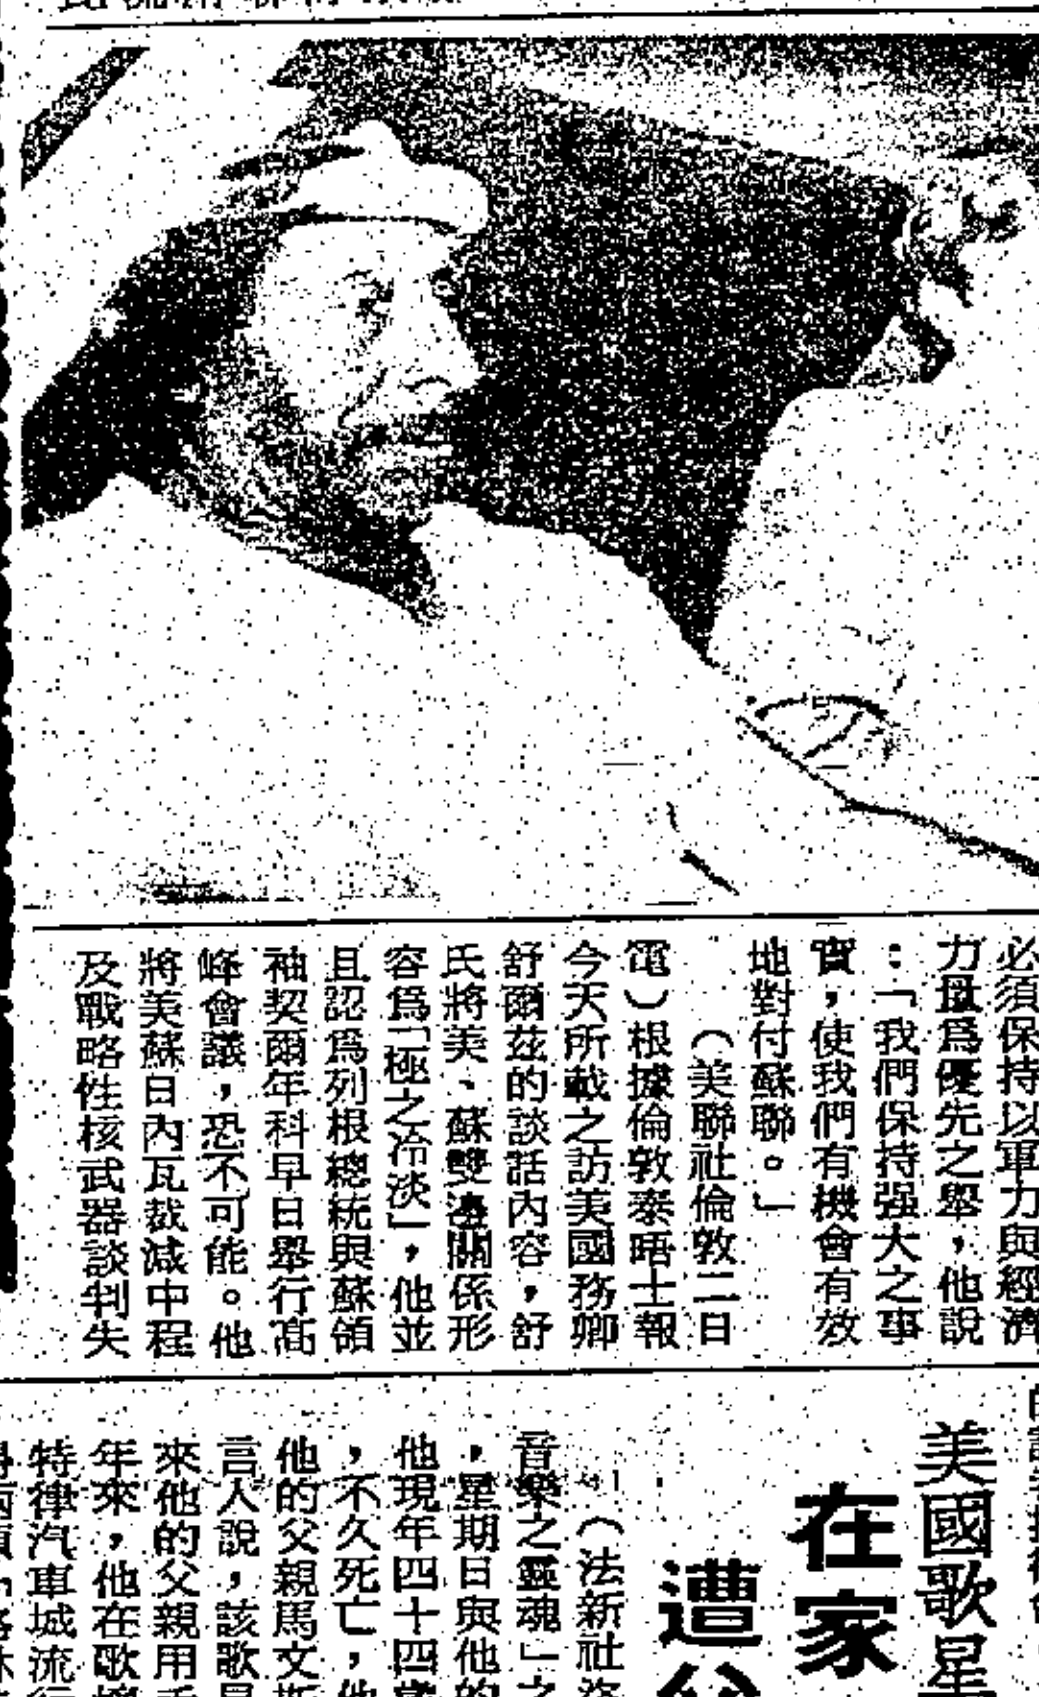 必須保持以軍力與經濟
力量爲優先之舉，他說
：「我們保持强大之事
實，使我們有機會有效
地對付蘇聯。」
（美聯社倫敦二日
電）根據倫敦泰晤士報
今天所載之訪美國務卿
舒爾茲的談話內容，舒
氏將美、蘇雙邊關係形
容爲「極之冷淡」，他並
且認爲列根總統與蘇領
袖契爾年科早日舉行高
峰會議，恐不可能。他
將美蘇日內瓦裁減中程
及戰略性核武器談判失
美國歌星
在家
遭
（法新社洛
音樂之靈魂」之
，星期日與他的
他現年四十四歲
，不久死亡，他
他的父親馬文
言人說，該歌星
來他的父親用手
年來，他在歌壇
特律汽車城流行